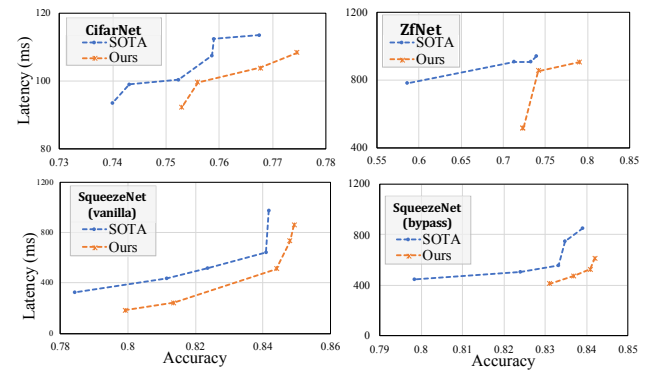 CifarNet
SOTA
Ours
Latency (ms)
120
100
80
0.73 0.74 0.75 0.76 0.77 0.78
ZfNet
SOTA
Ours
1200
800
400
0.55 0.6 0.65 0.7 0.75 0.8 0.85
SqueezeNet
(vanilla)
SOTA
Ours
Latency (ms)
1200
800
400
0
0.78 0.8 0.82 0.84 0.86
Accuracy
SqueezeNet
(bypass)
SOTA
Ours
1200
800
400
0
0.79 0.8 0.81 0.82 0.83 0.84 0.85
Accuracy